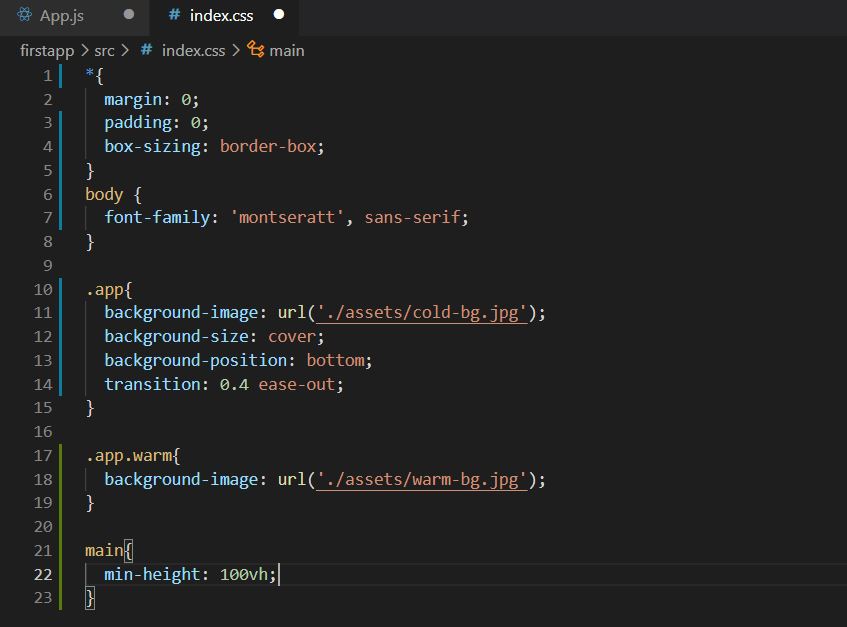 App.js
# index.css
firstapp > src > # index.css > main
1 *{
2   margin: 0;
3   padding: 0;
4   box-sizing: border-box;
5 }
6 body {
7   font-family: 'montseratt', sans-serif;
8 }
9
10 .app{
11   background-image: url('./assets/cold-bg.jpg');
12   background-size: cover;
13   background-position: bottom;
14   transition: 0.4 ease-out;
15 }
16
17 .app.warm{
18   background-image: url('./assets/warm-bg.jpg');
19 }
20
21 main{
22   min-height: 100vh;
23 }